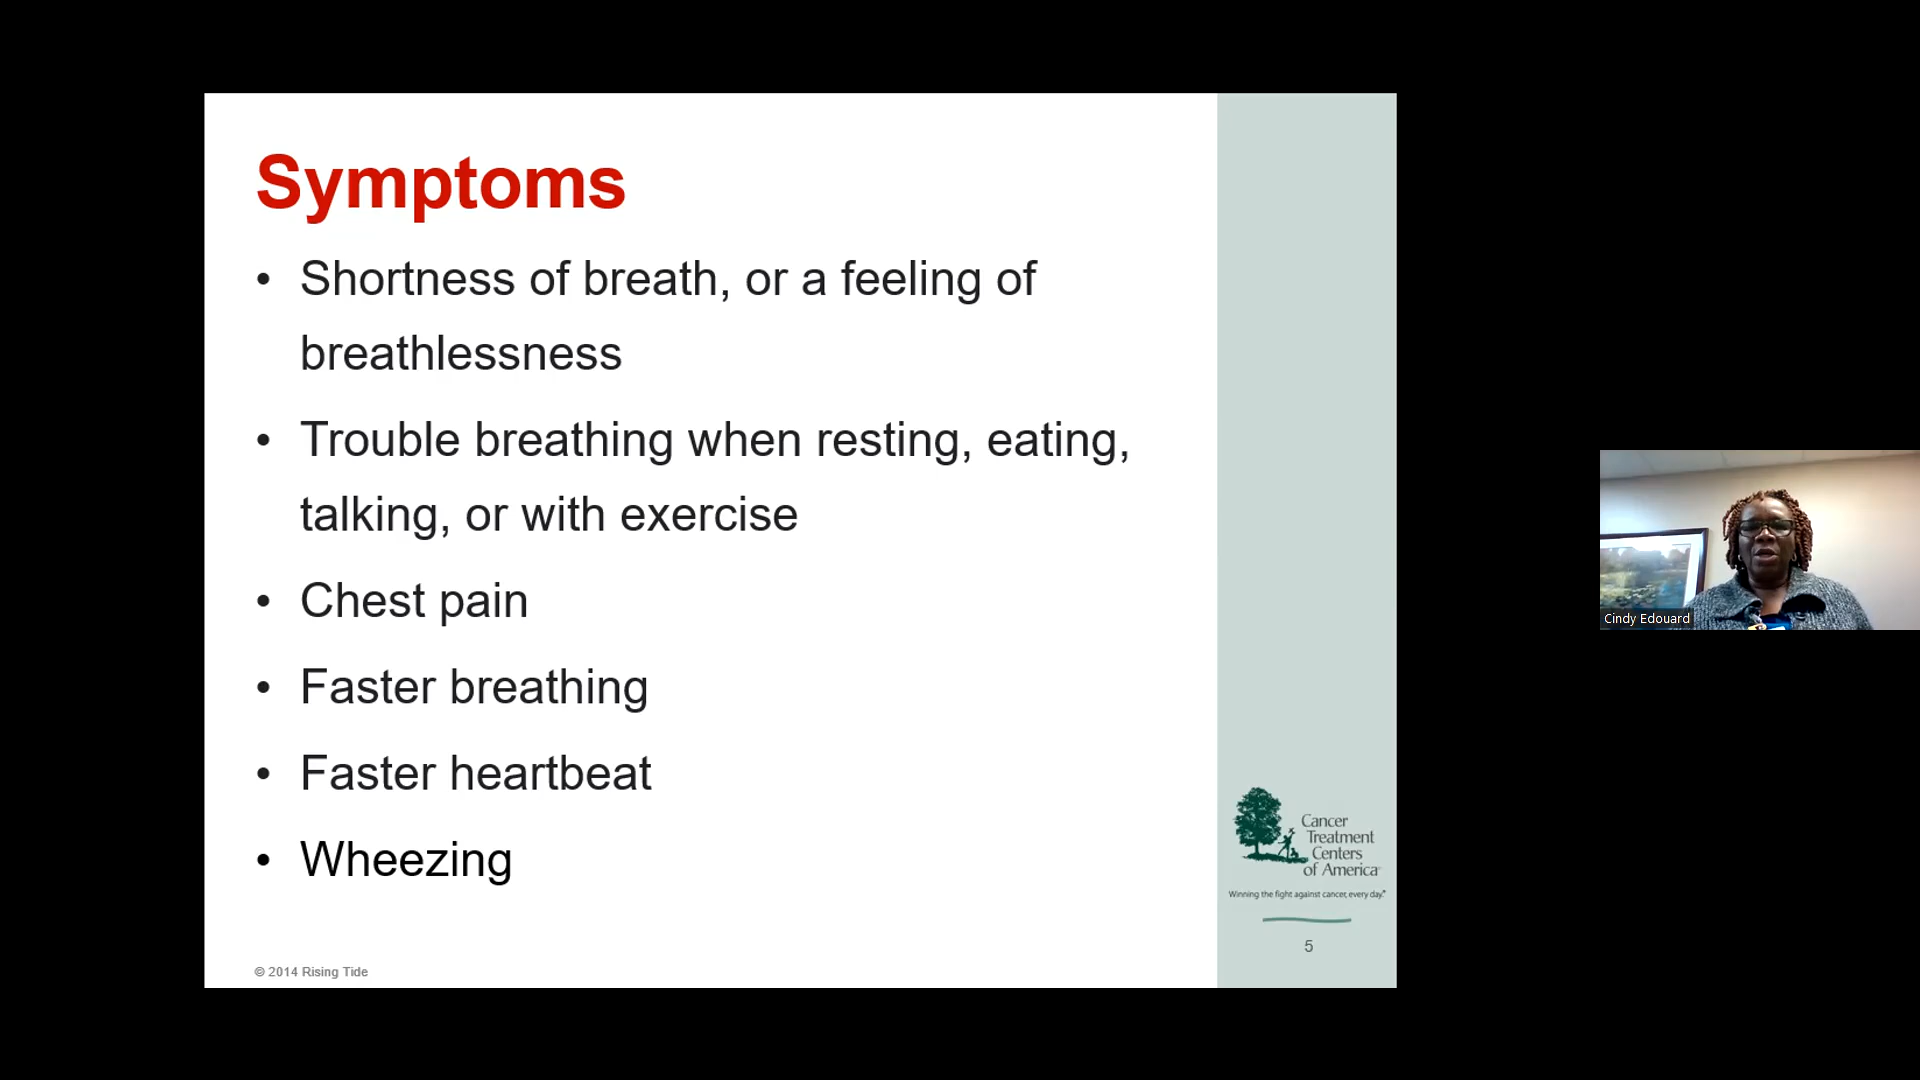 Symptoms
• Shortness of breath, or a feeling of
breathlessness
• Trouble breathing when resting, eating,
talking, or with exercise
• Chest pain
• Faster breathing
• Faster heartbeat
• Wheezing
Cancer
Treatment
Centers
of America
Winning the fight against cancer, every day.®
5
© 2014 Rising Tide
Cindy Edouard